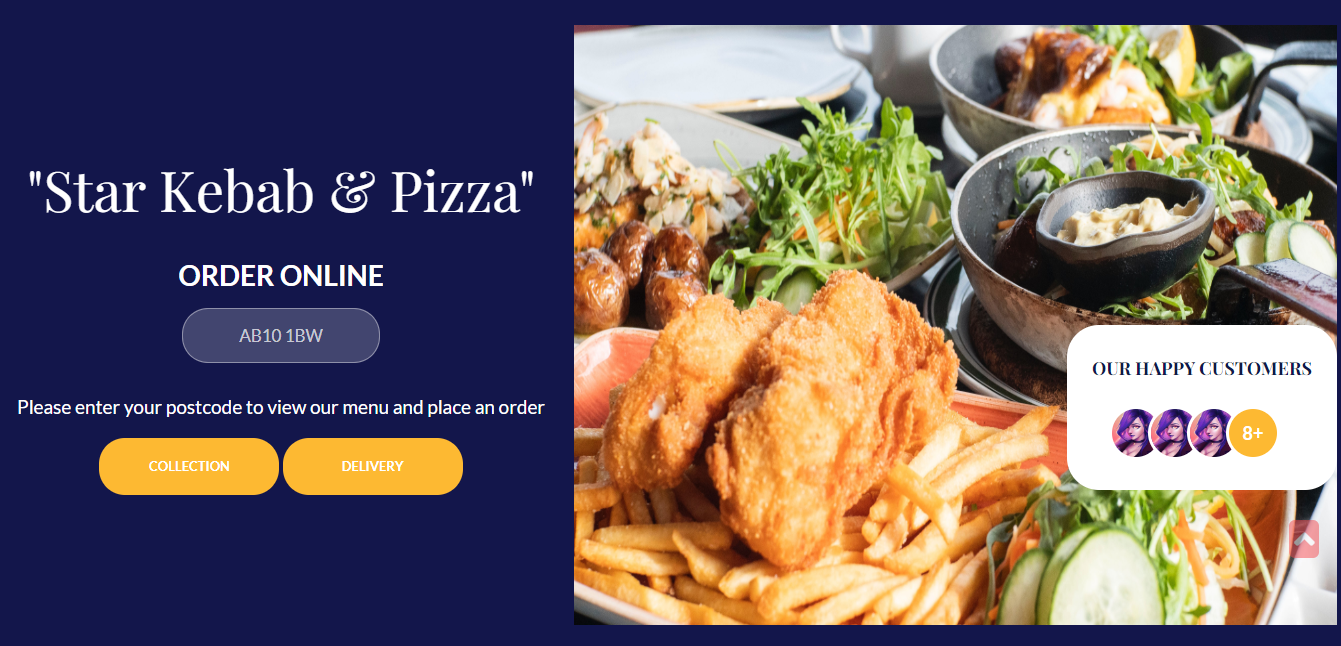 "Star Kebab & Pizza"
ORDER ONLINE
AB10 1BW
Please enter your postcode to view our menu and place an order
COLLECTION
DELIVERY
OUR HAPPY CUSTOMERS
8+